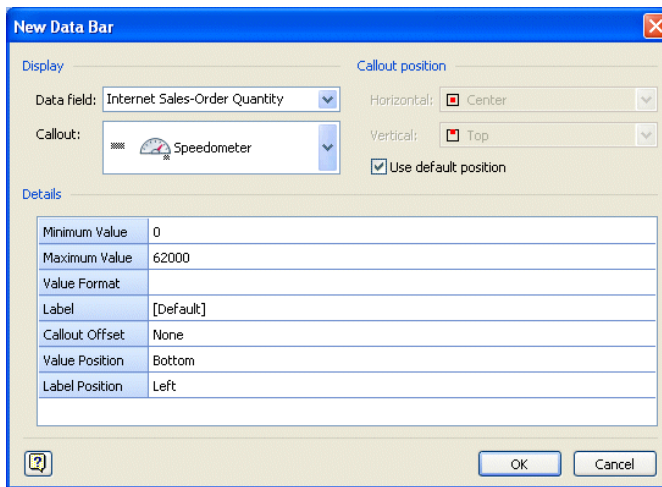 New Data Bar
Display
Data field: Internet Sales-Order Quantity
Callout: Speedometer
Callout position
Horizontal: Center
Vertical: Top
Use default position
Details
Minimum Value 0
Maximum Value 62000
Value Format
Label [Default]
Callout Offset None
Value Position Bottom
Label Position Left
?
OK Cancel